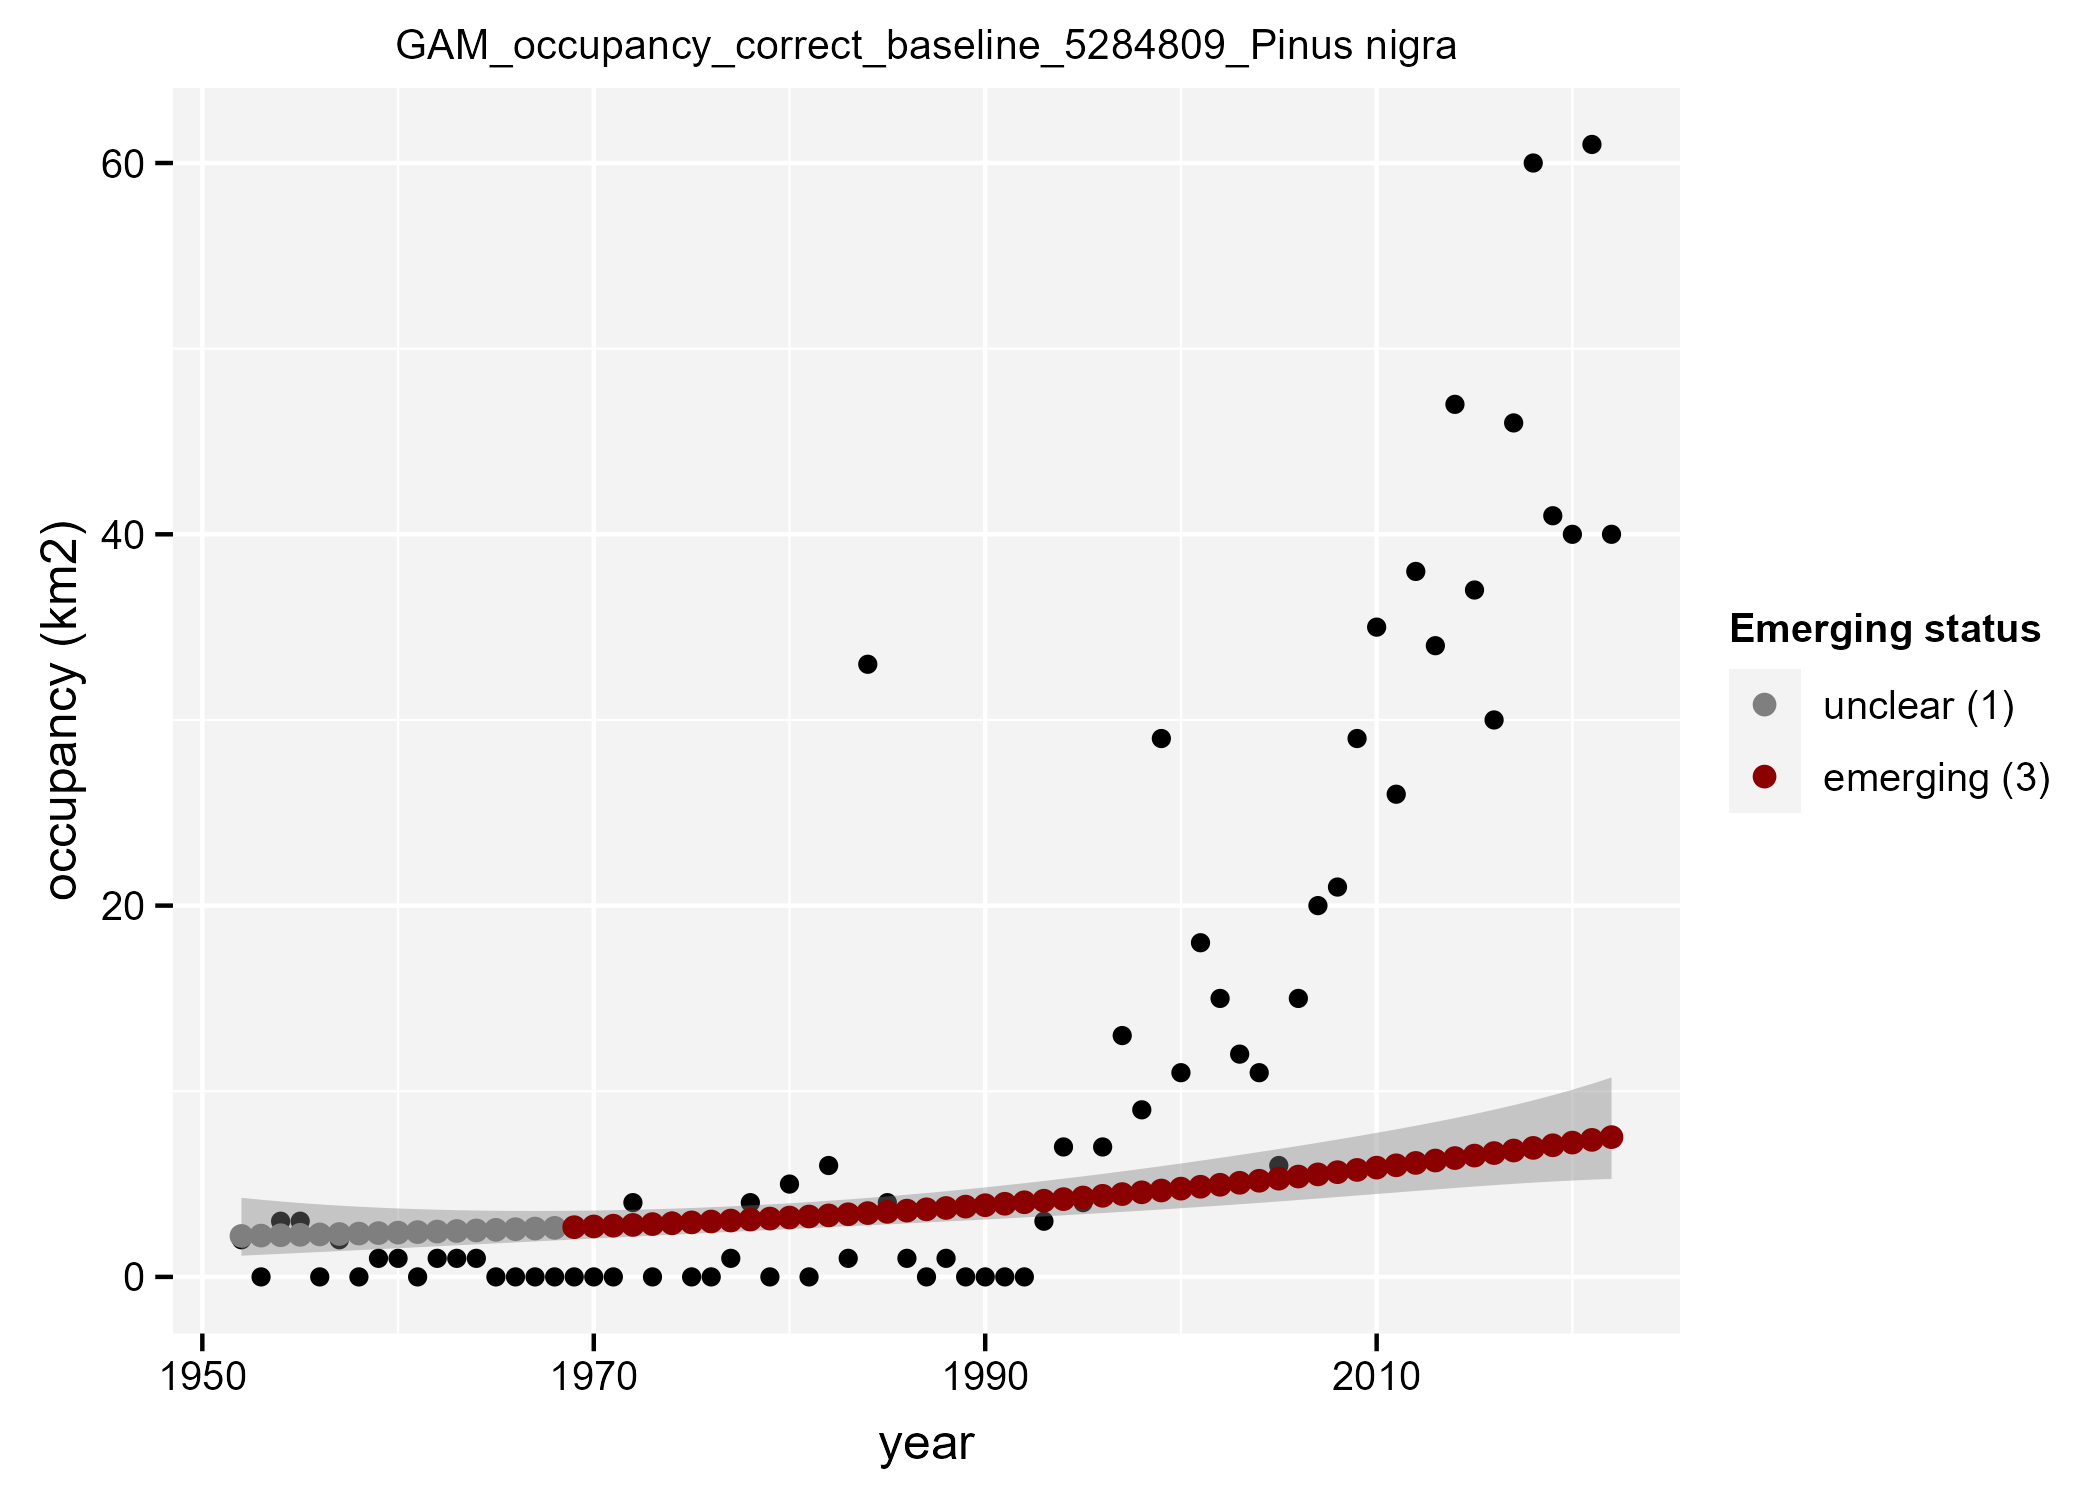 GAM_occupancy_correct_baseline_5284809_Pinus nigra
occupancy (km2)
60
40
20
0
1950 1970 1990 2010
year
Emerging status
unclear (1)
emerging (3)